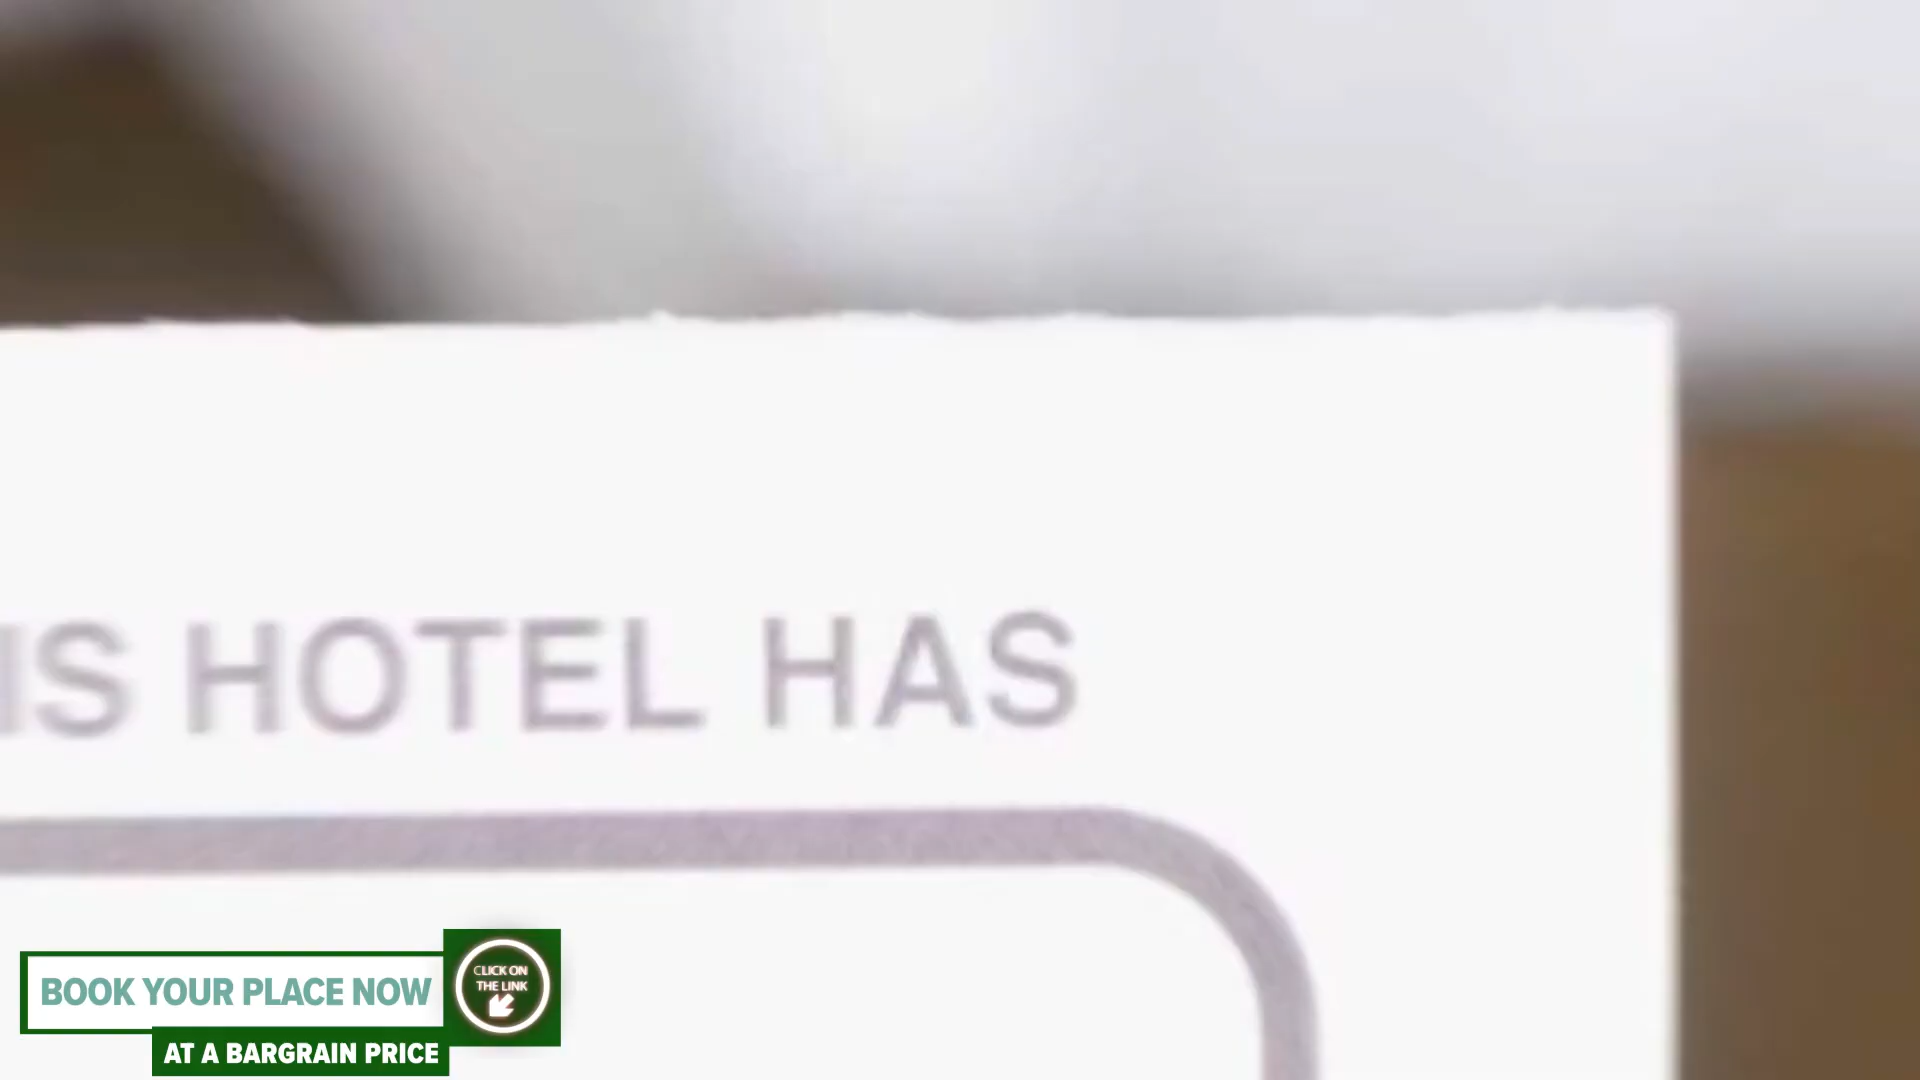 IS HOTEL HAS
BOOK YOUR PLACE NOW
CLICK ON
THE LINK
AT A BARGRAIN PRICE